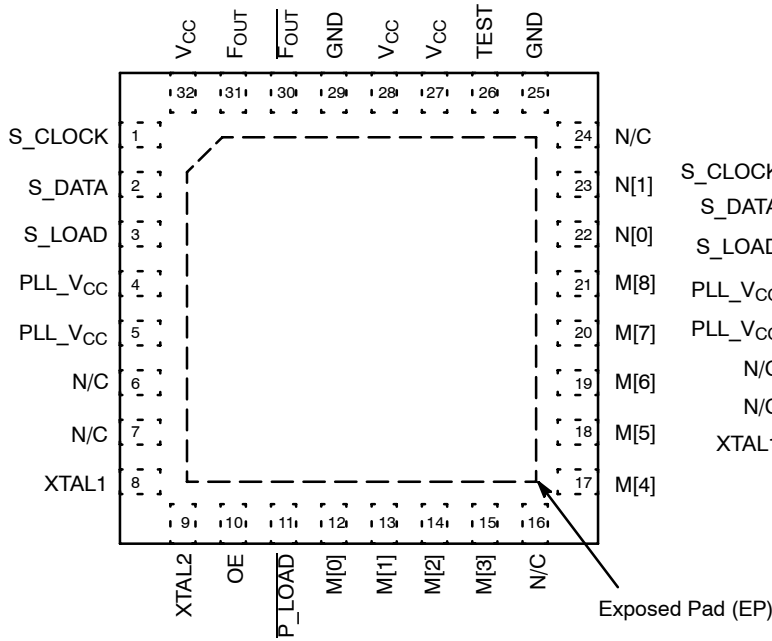 VCC FOUT F̅O̅U̅T̅ GND VCC VCC TEST GND
32 31 30 29 28 27 26 25
S_CLOCK 1 24 N/C
S_DATA 2 23 N[1] S_CLOCK
S_DATA
S_LOAD 3 22 N[0]
S_LOAD
PLL_VCC 4 21 M[8] PLL_VCC
PLL_VCC 5 20 M[7] PLL_VCC
N/C 6 19 M[6] N/C
N/C 7 18 M[5] N/C
XTAL1
XTAL1 8 17 M[4]
9 10 11 12 13 14 15 16
XTAL2 OE P̅_̅L̅O̅A̅D̅ M[0] M[1] M[2] M[3] N/C
Exposed Pad (EP)